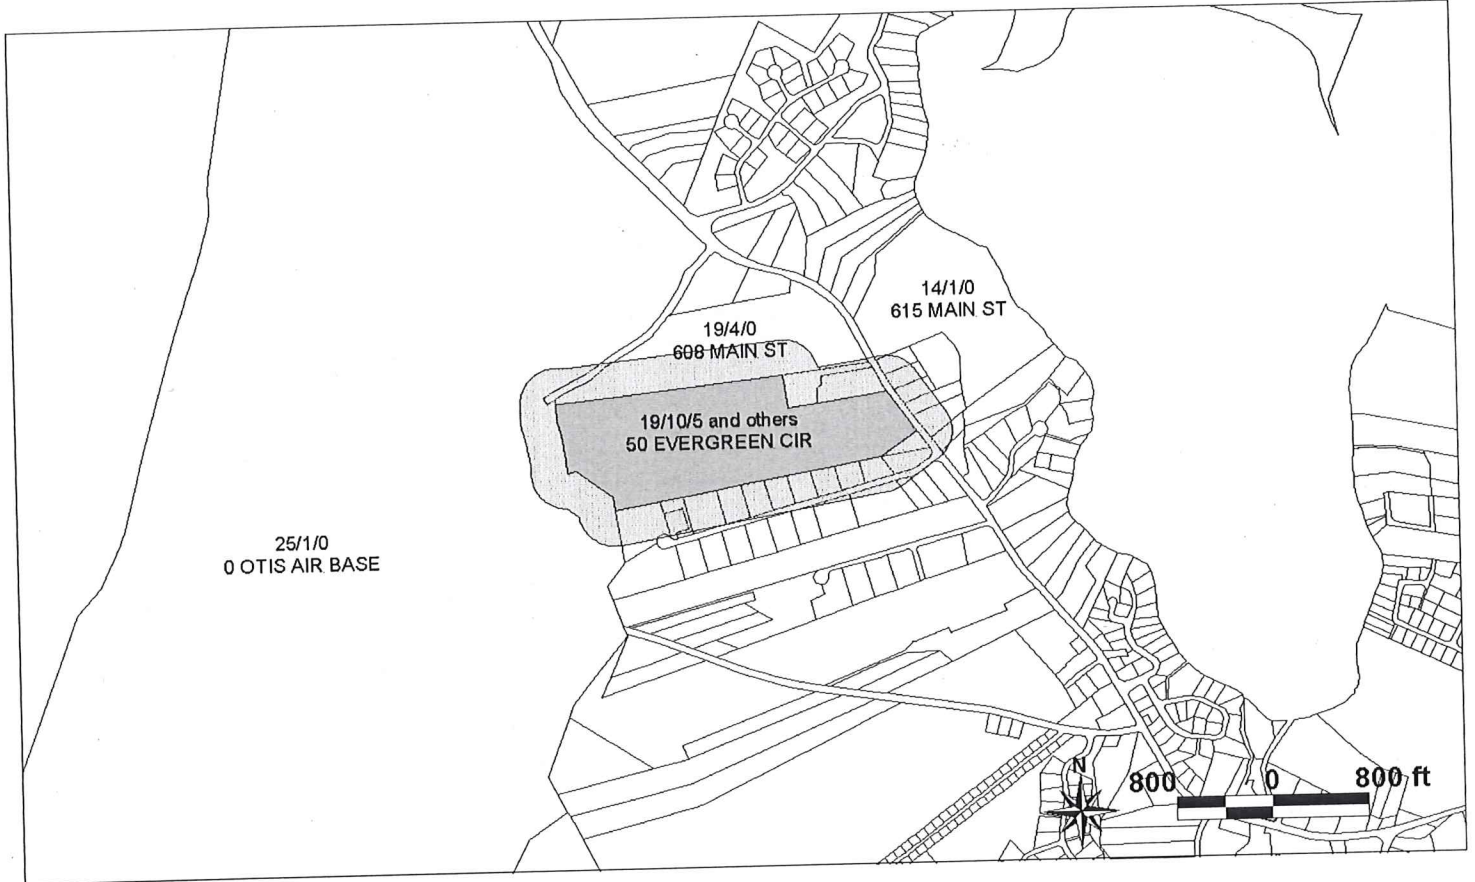 14/1/0
615 MAIN ST
19/4/0
608 MAIN ST
19/10/5 and others
50 EVERGREEN CIR
25/1/0
0 OTIS AIR BASE
N
800 0 800 ft